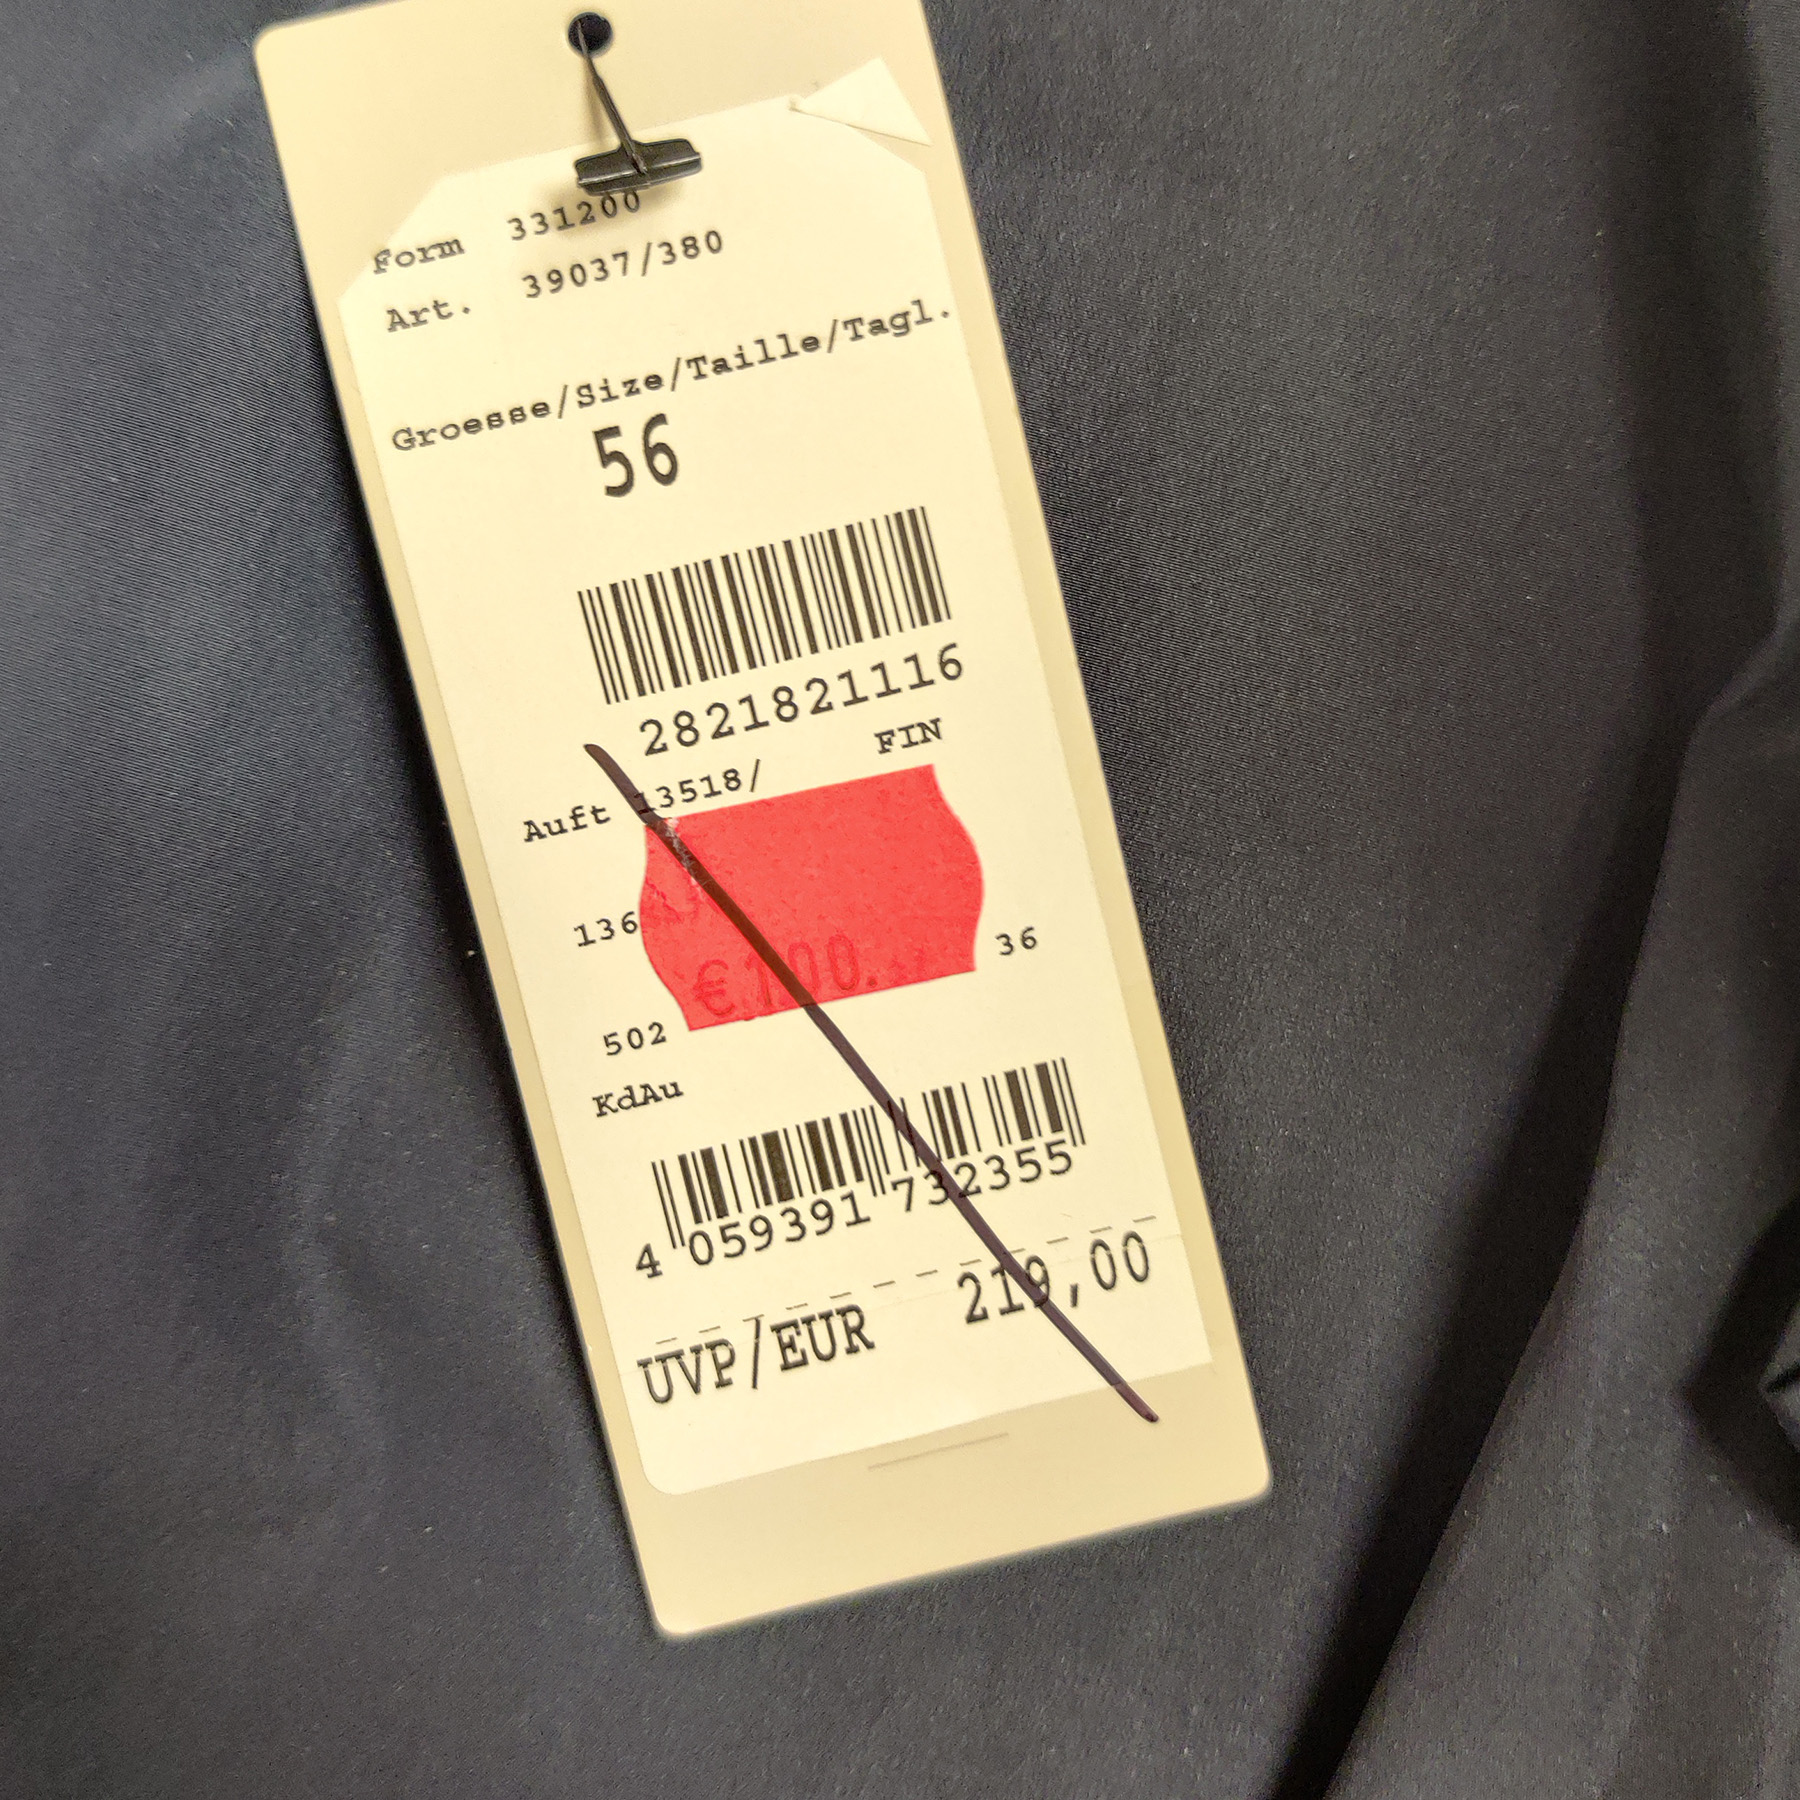 Form 331200
Art. 39037/380
Groesse/Size/Taille/Tagl.
56
2821821116
Auft 13518/ FIN
136 36
€ 100.
502
KdAu
4 059391 732355
UVP/EUR 219,00